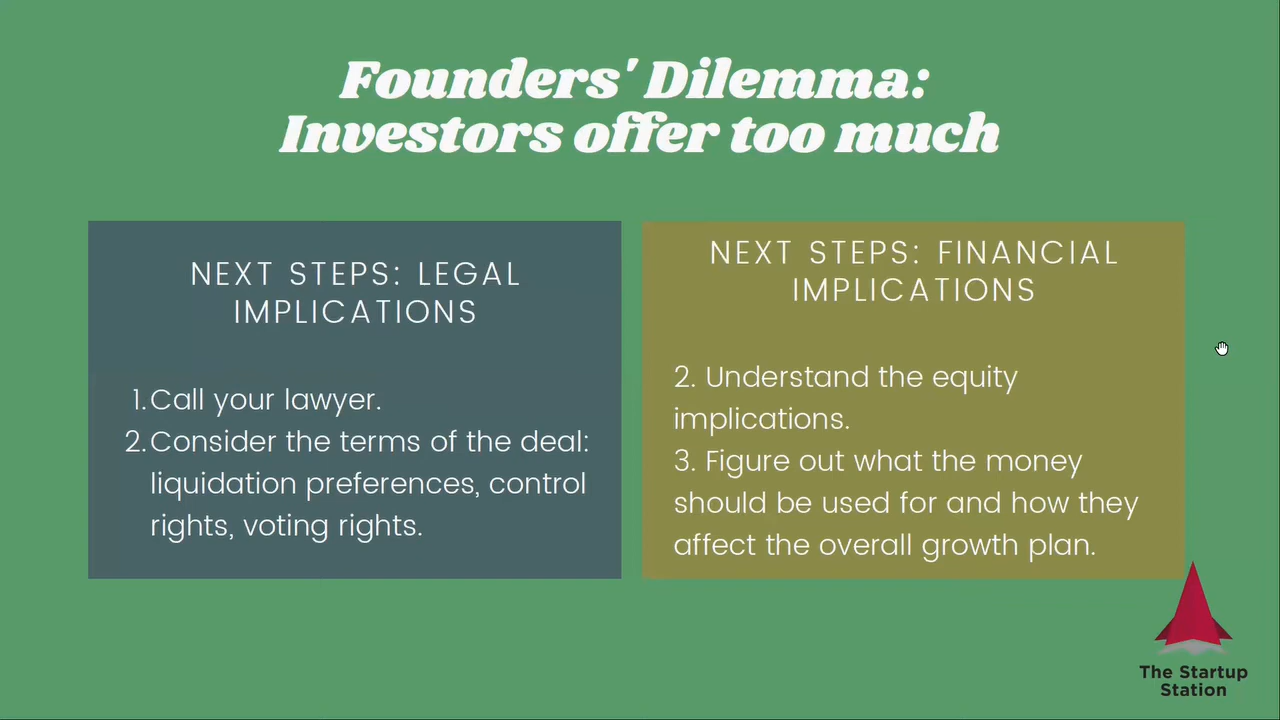 Founders' Dilemma:
Investors offer too much
NEXT STEPS: LEGAL
IMPLICATIONS
1. Call your lawyer.
2. Consider the terms of the deal:
liquidation preferences, control
rights, voting rights.
NEXT STEPS: FINANCIAL
IMPLICATIONS
2. Understand the equity
implications.
3. Figure out what the money
should be used for and how they
affect the overall growth plan.
The Startup
Station